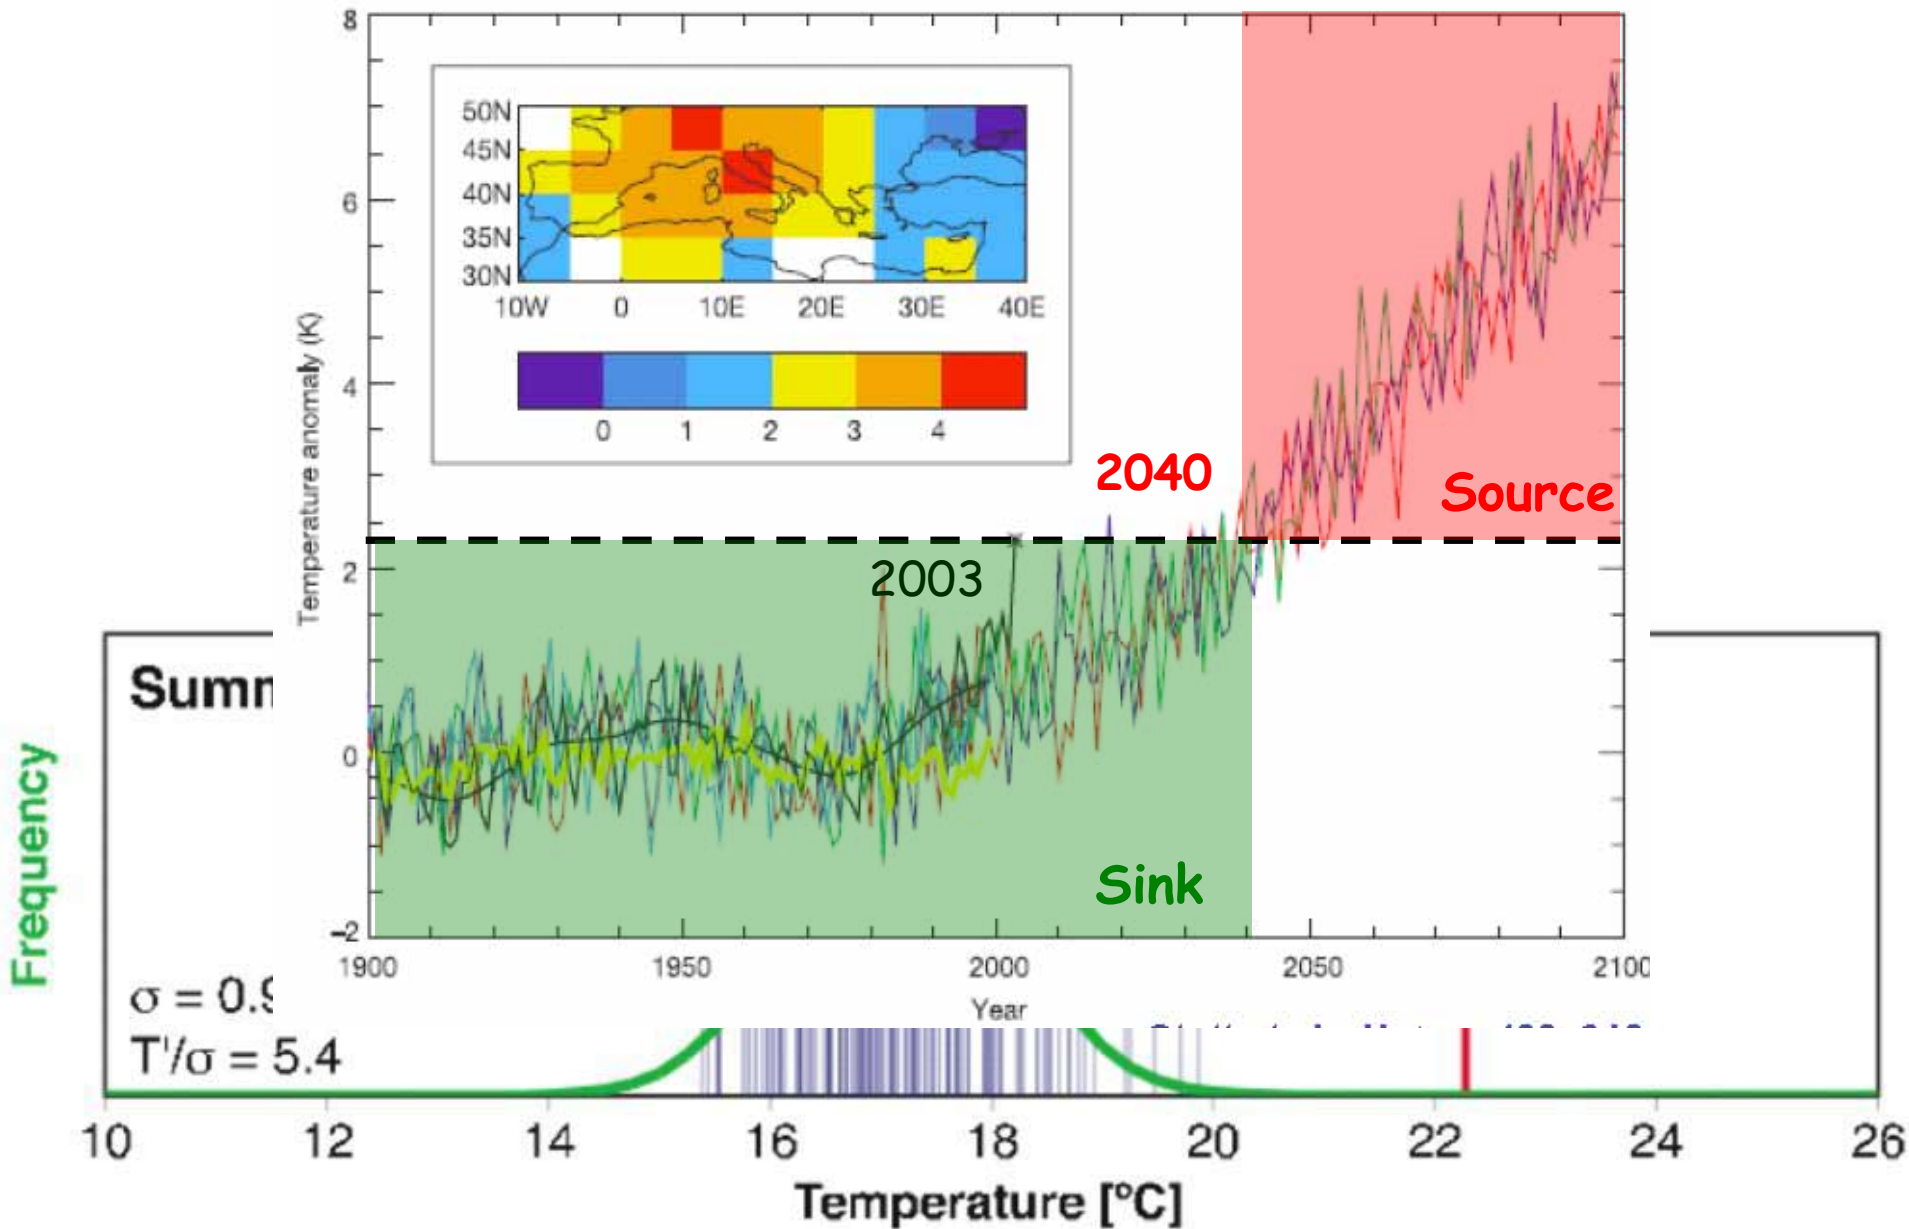 8
6
4
2
0
−2
Temperature anomaly (K)
50N
45N
40N
35N
30N
10W 0 10E 20E 30E 40E
0 1 2 3 4
2040
Source
2003
Sink
1900 1950 2000 2050 2100
Year
Frequency
σ = 0.9
T'/σ = 5.4
10 12 14 16 18 20 22 24 26
Temperature [°C]